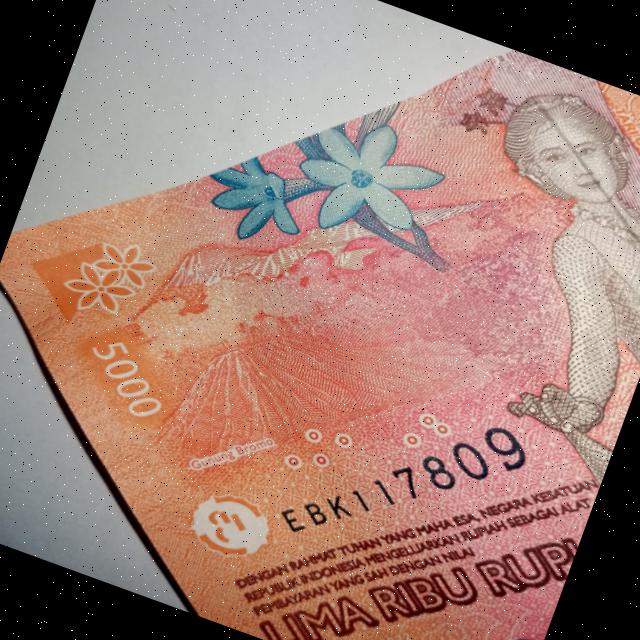 5000
Gunung Bromo
EBK117809
DENGAN RAHMAT TUHAN YANG MAHA ESA, NEGARA KESATUAN
REPUBLIK INDONESIA MENGELUARKAN RUPIAH SEBAGAI ALAT
PEMBAYARAN YANG SAH DENGAN NILAI
LIMA RIBU RUPI